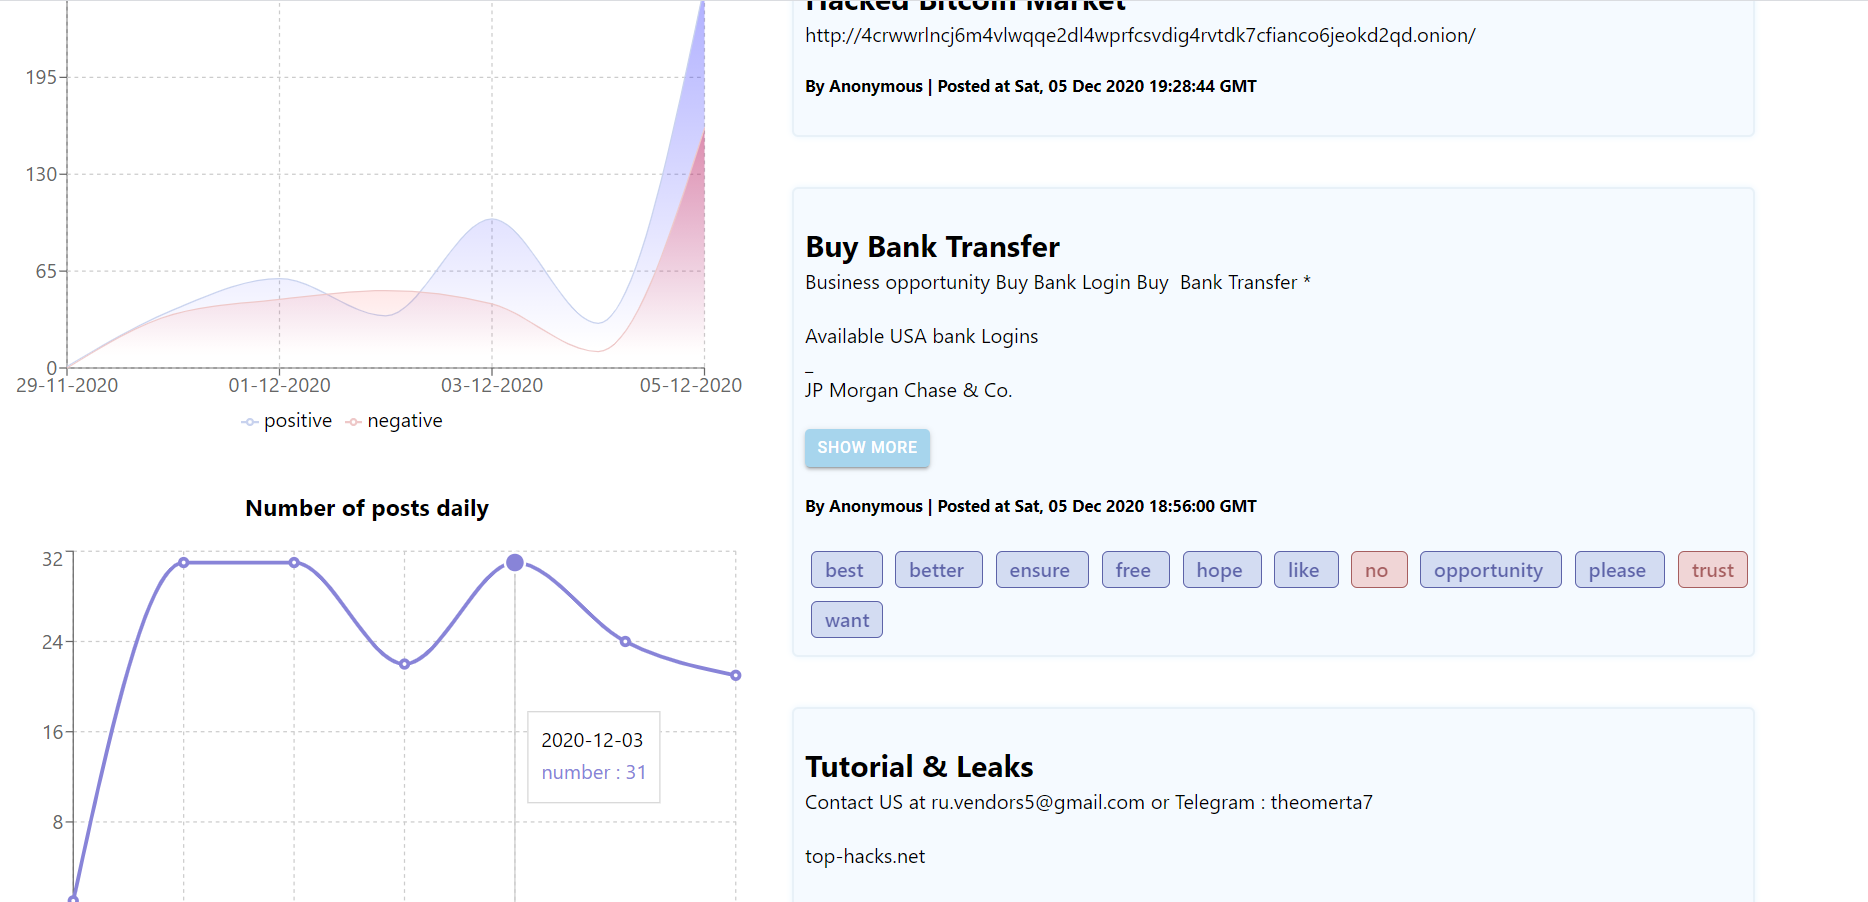 195
130
65
0
29-11-2020 01-12-2020 03-12-2020 05-12-2020
positive negative
Number of posts daily
32
24
16
8
2020-12-03
number : 31
Hacked Bitcoin Market
http://4crwwrlncj6m4vlwqqe2dl4wprfcsvdig4rvtdk7cfianco6jeokd2qd.onion/
By Anonymous | Posted at Sat, 05 Dec 2020 19:28:44 GMT
Buy Bank Transfer
Business opportunity Buy Bank Login Buy  Bank Transfer *
Available USA bank Logins
_
JP Morgan Chase & Co.
SHOW MORE
By Anonymous | Posted at Sat, 05 Dec 2020 18:56:00 GMT
best better ensure free hope like no opportunity please trust
want
Tutorial & Leaks
Contact US at ru.vendors5@gmail.com or Telegram : theomerta7
top-hacks.net